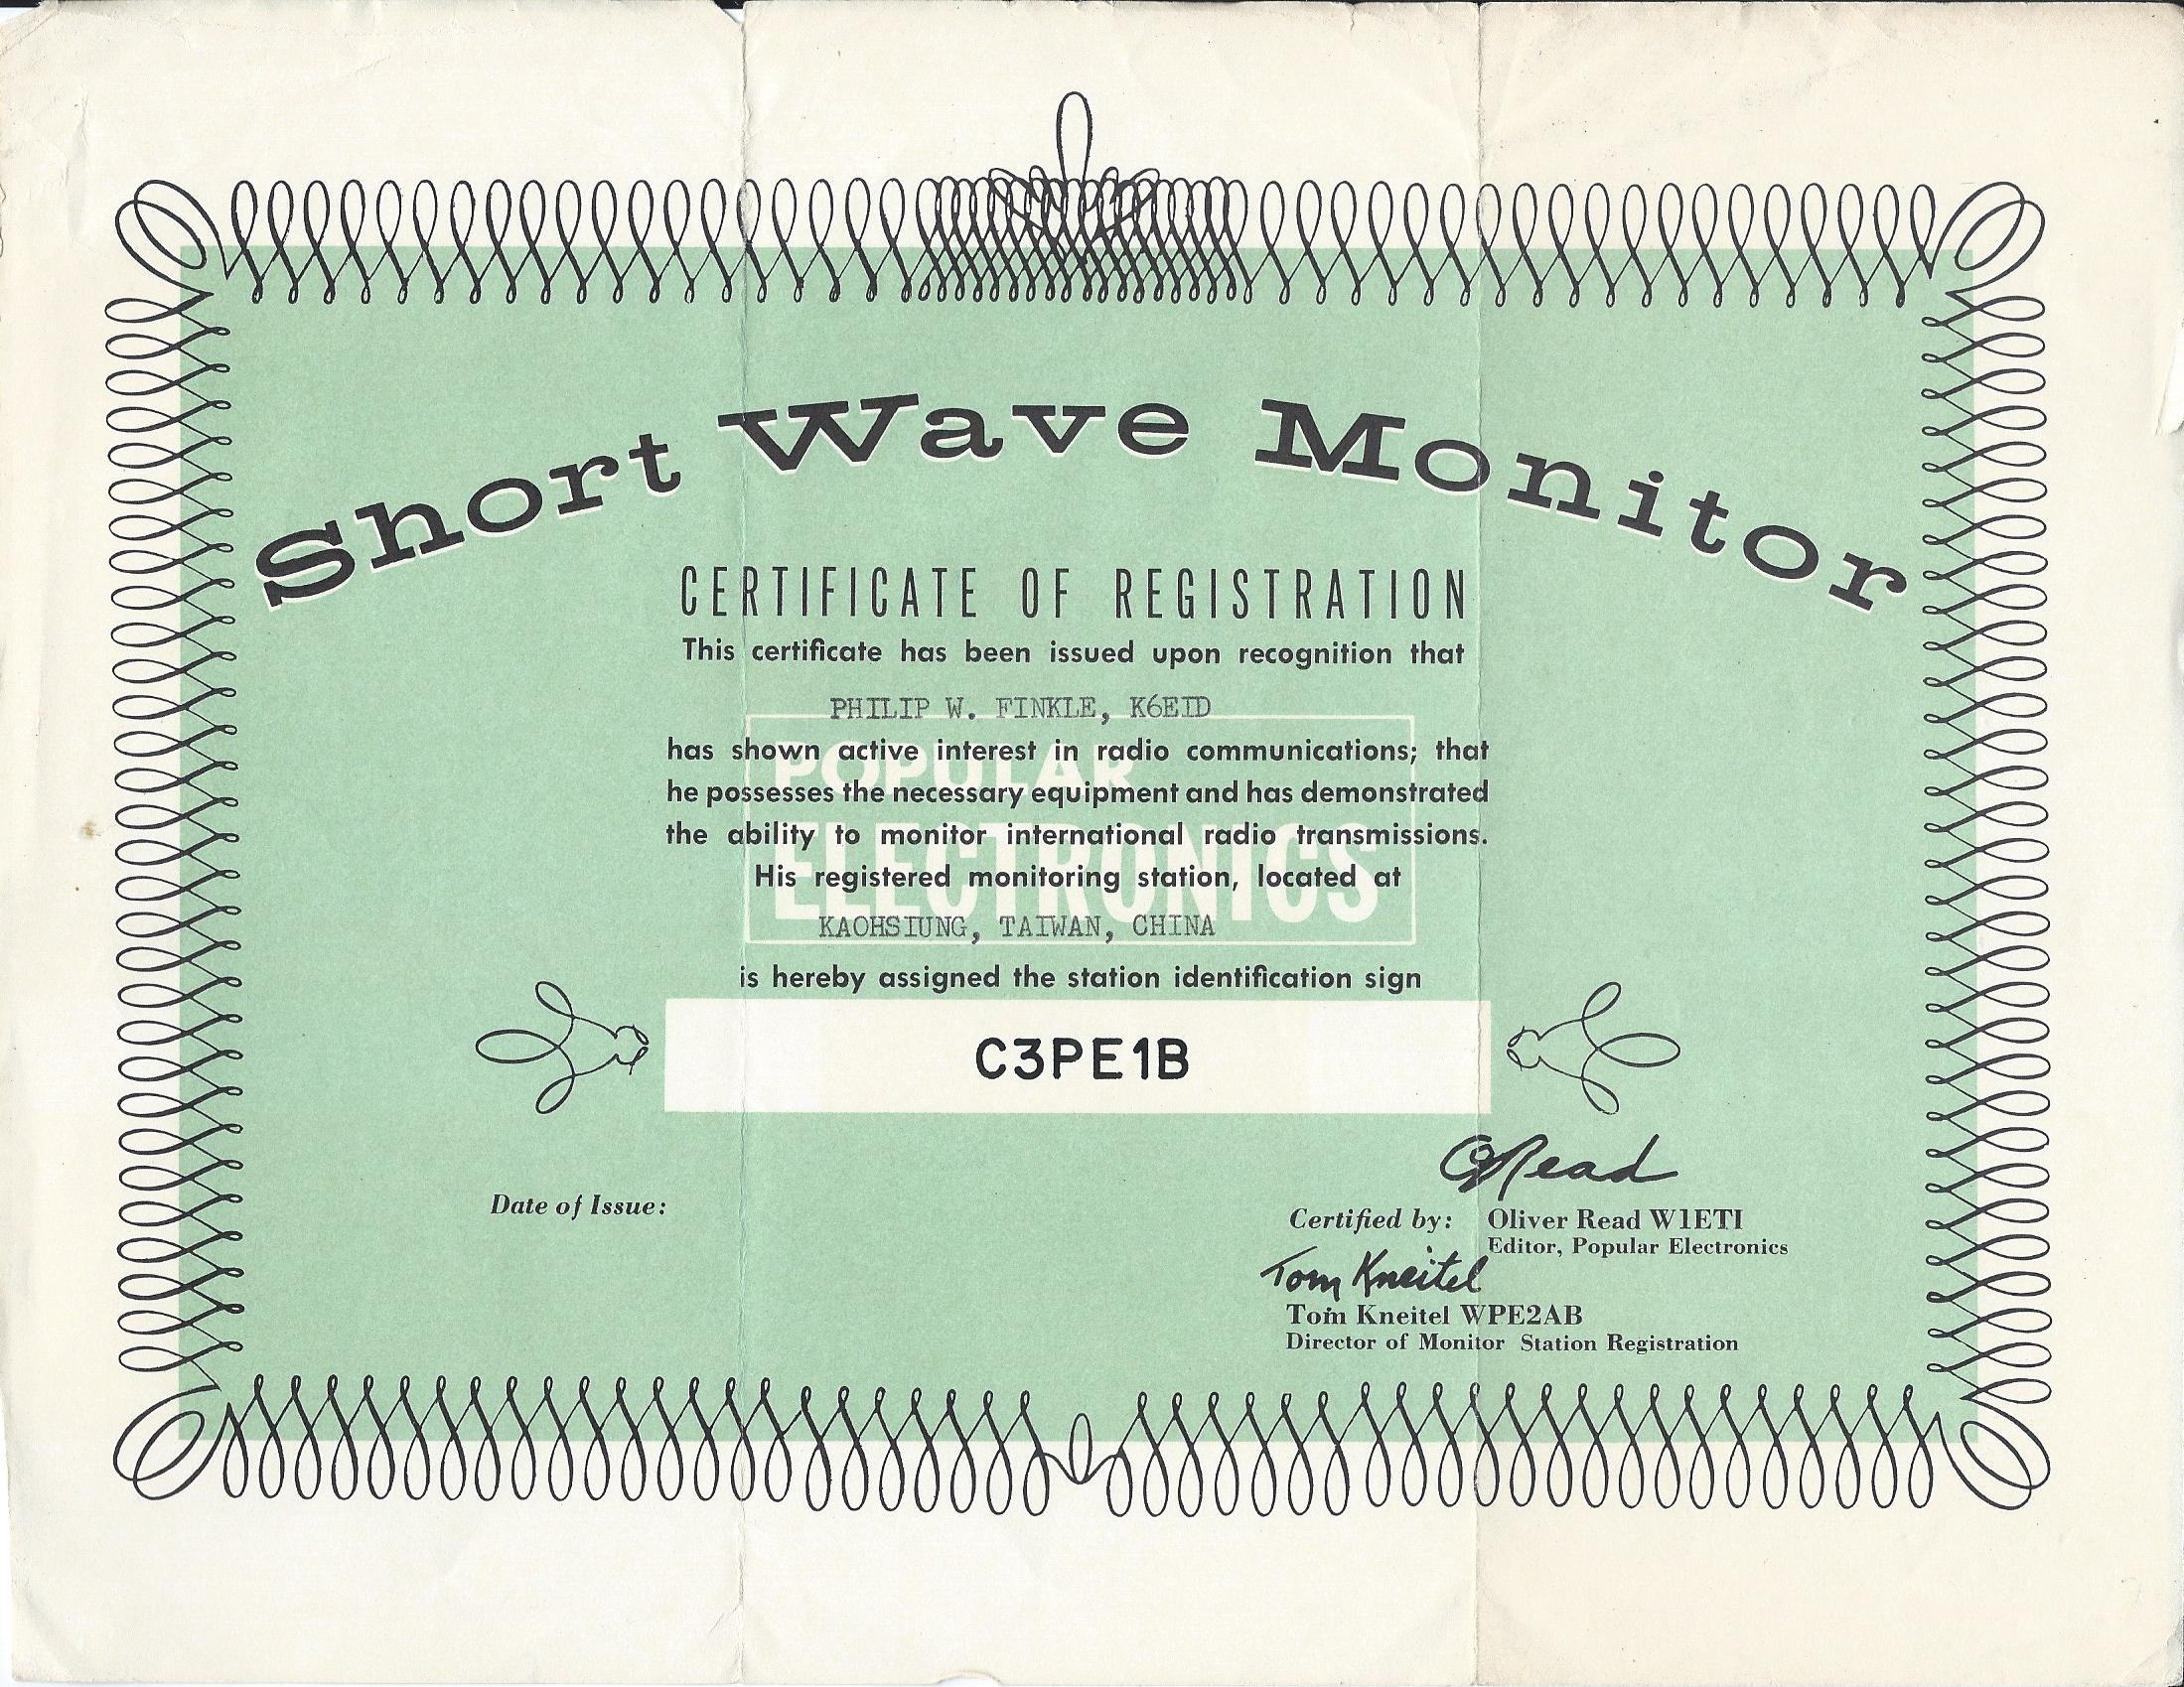 Short Wave Monitor
CERTIFICATE OF REGISTRATION
This certificate has been issued upon recognition that
PHILIP W. FINKLE, K6EID
has shown active interest in radio communications; that
he possesses the necessary equipment and has demonstrated
the ability to monitor international radio transmissions.
His registered monitoring station, located at
KAOHSIUNG, TAIWAN, CHINA
is hereby assigned the station identification sign
POPULAR
ELECTRONICS
C3PE1B
Date of Issue:
O Read
Certified by: Oliver Read W1ETI
Editor, Popular Electronics
Tom Kneitel
Tom Kneitel WPE2AB
Director of Monitor Station Registration